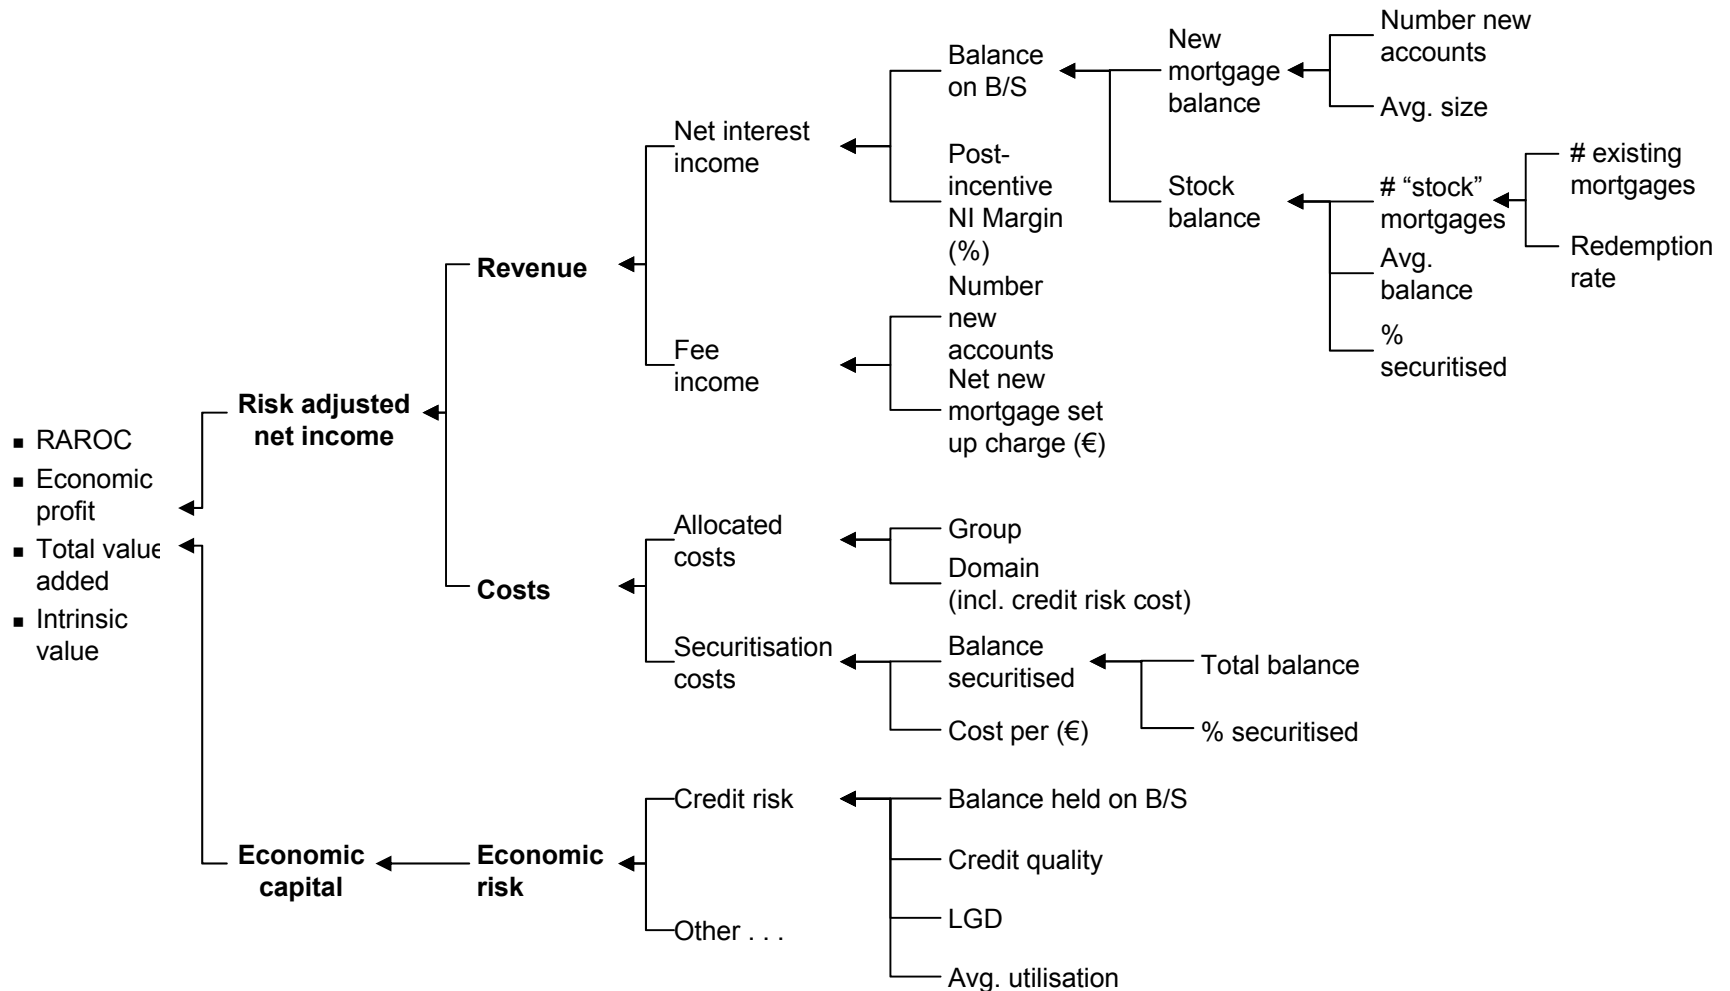 Number new
accounts
New
mortgage
balance
Balance
on B/S
Avg. size
Net interest
income
Post-
incentive
NI Margin
(%)
Stock
balance
# “stock”
mortgages
# existing
mortgages
Redemption
rate
Avg.
balance
%
securitised
Revenue
Number
new
accounts
Fee
income
Net new
mortgage set
up charge (€)
Risk adjusted
net income
■ RAROC
■ Economic
profit
■ Total value
added
■ Intrinsic
value
Allocated
costs
Group
Domain
(incl. credit risk cost)
Costs
Securitisation
costs
Balance
securitised
Total balance
Cost per (€)
% securitised
Credit risk
Balance held on B/S
Economic
capital
Economic
risk
Credit quality
LGD
Other . . .
Avg. utilisation